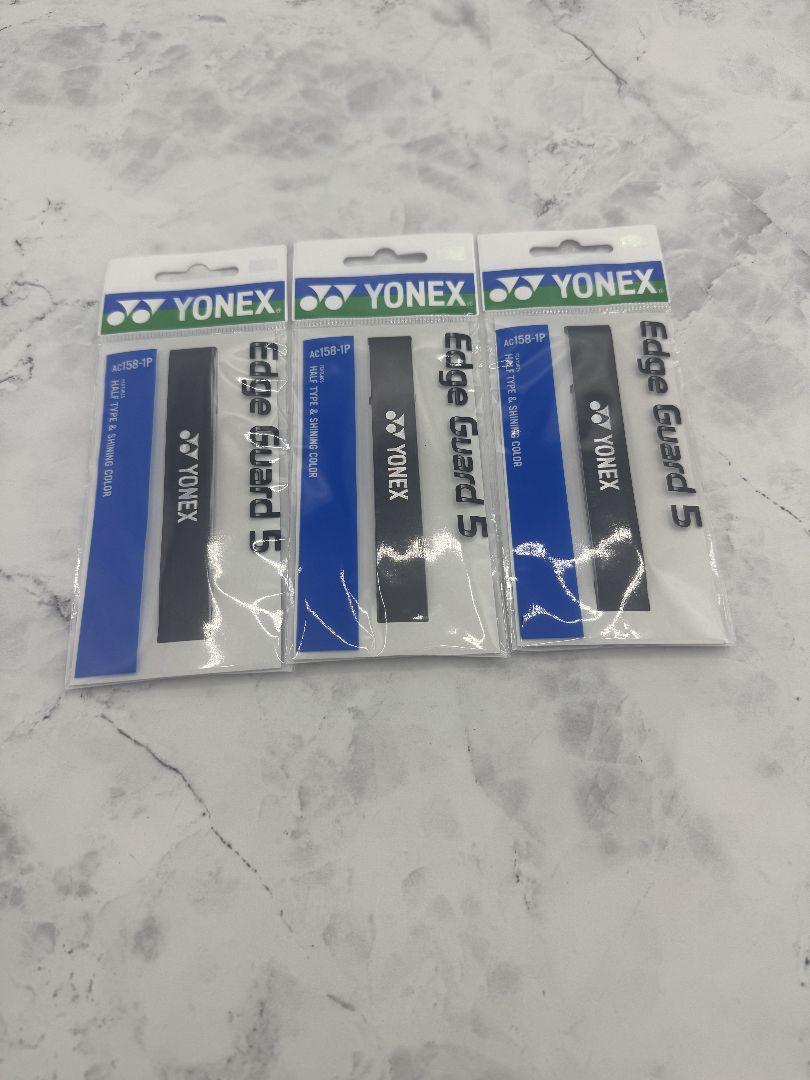 YONEX
AC158-1P
HALF TYPE & SHINING COLOR
YONEX
Edge Guard 5
YONEX
AC158-1P
HALF TYPE & SHINING COLOR
YONEX
Edge Guard 5
YONEX
AC158-1P
HALF TYPE & SHINING COLOR
YONEX
Edge Guard 5